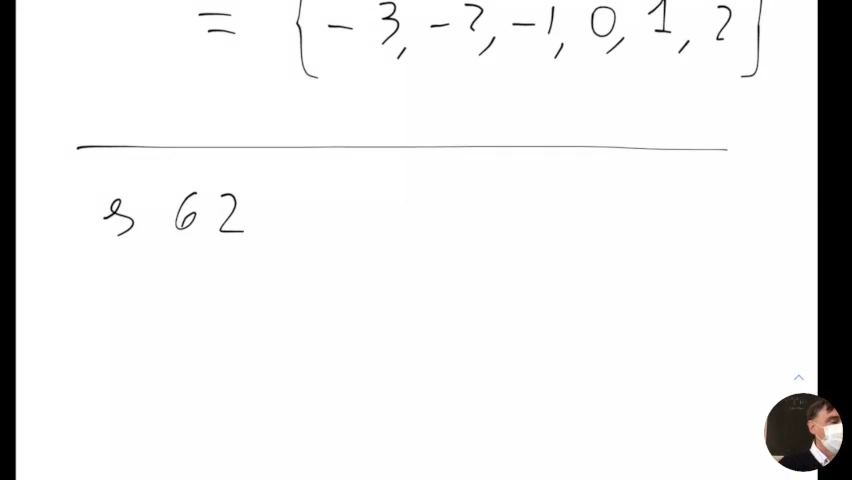 = {-3, -2, -1, 0, 1, 2}
s 62